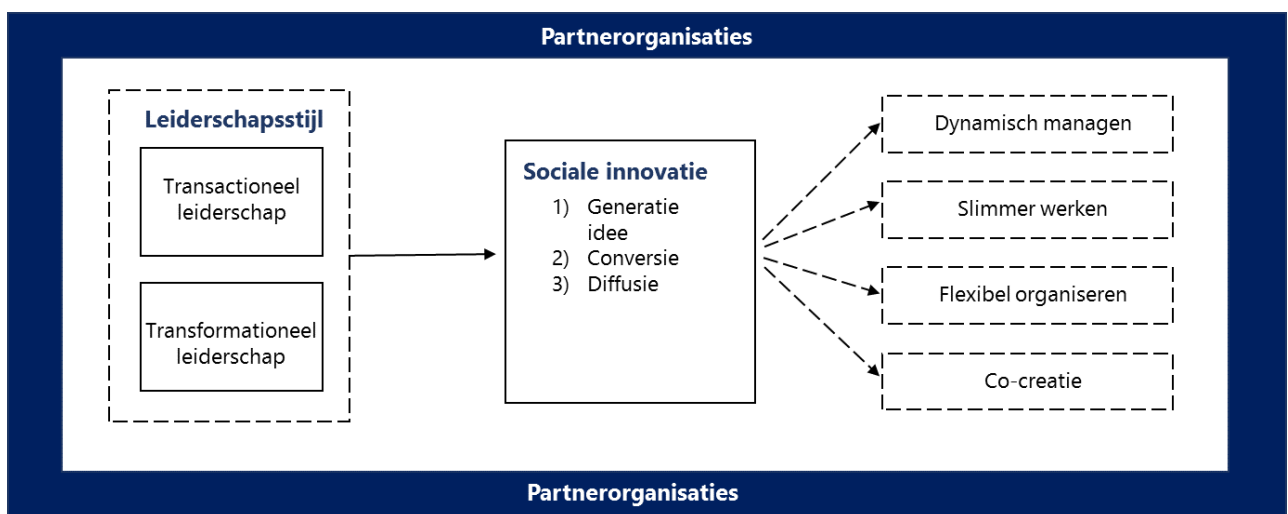 Partnerorganisaties
Leiderschapsstijl
Transactioneel
leiderschap
Transformationeel
leiderschap
Sociale innovatie
1) Generatie
idee
2) Conversie
3) Diffusie
Dynamisch managen
Slimmer werken
Flexibel organiseren
Co-creatie
Partnerorganisaties